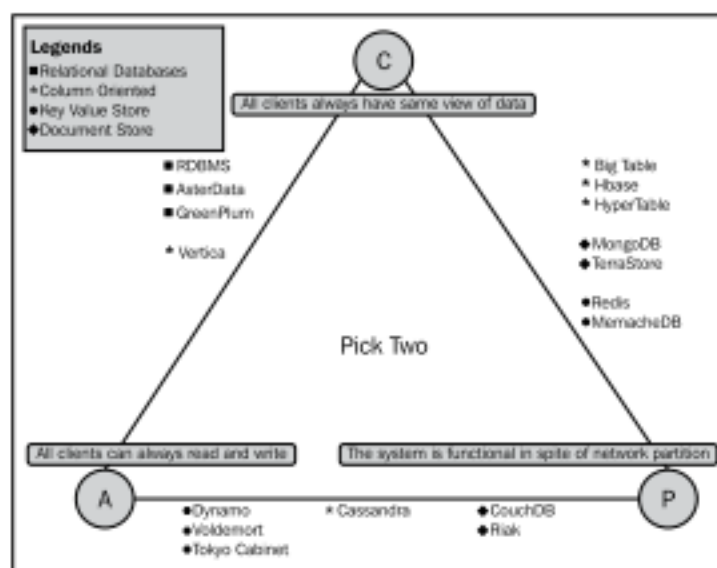 Legends
Relational Databases
* Column Oriented
Key Value Store
Document Store
C
All clients always have same view of data
RDBMS
AsterData
GreenPlum
* Vertica
* Big Table
* Hbase
* HyperTable
MongoDB
TerraStore
Redis
MemacheDB
Pick Two
All clients can always read and write
The system is functional in spite of network partition
A
P
Dynamo
Voldemort
Tokyo Cabinet
* Cassandra
CouchDB
Riak